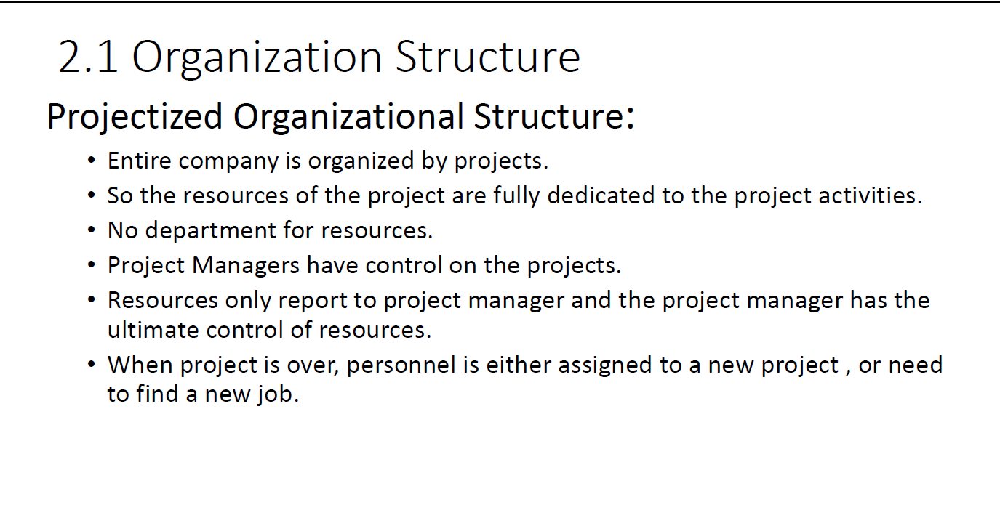 2.1 Organization Structure
Projectized Organizational Structure:
• Entire company is organized by projects.
• So the resources of the project are fully dedicated to the project activities.
• No department for resources.
• Project Managers have control on the projects.
• Resources only report to project manager and the project manager has the
ultimate control of resources.
• When project is over, personnel is either assigned to a new project , or need
to find a new job.